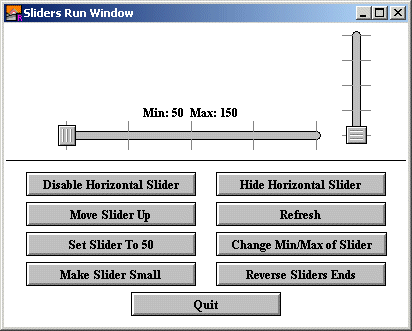 Sliders Run Window
Min: 50 Max: 150
Disable Horizontal Slider
Hide Horizontal Slider
Move Slider Up
Refresh
Set Slider To 50
Change Min/Max of Slider
Make Slider Small
Reverse Sliders Ends
Quit